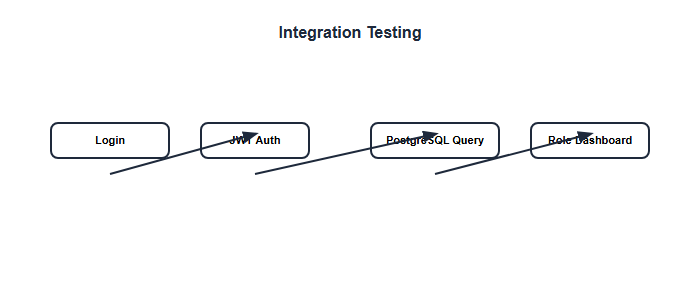 Integration Testing
Login
JWT Auth
PostgreSQL Query
Role Dashboard